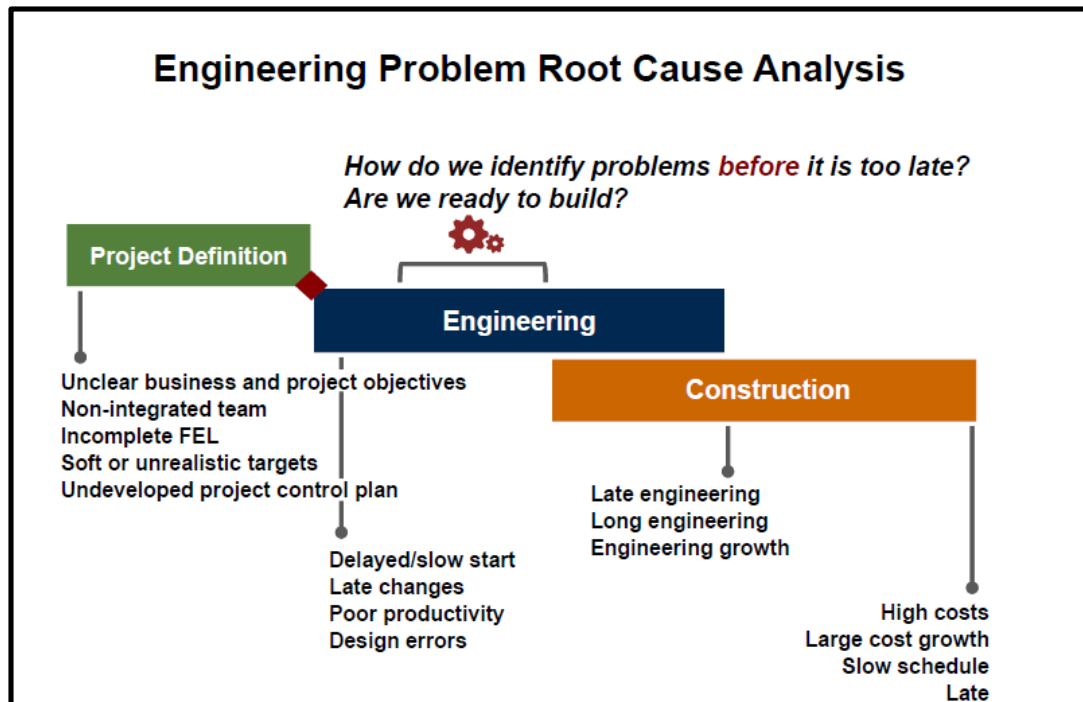 Engineering Problem Root Cause Analysis
How do we identify problems before it is too late?
Are we ready to build?
Project Definition
Engineering
Construction
Unclear business and project objectives
Non-integrated team
Incomplete FEL
Soft or unrealistic targets
Undeveloped project control plan
Delayed/slow start
Late changes
Poor productivity
Design errors
Late engineering
Long engineering
Engineering growth
High costs
Large cost growth
Slow schedule
Late